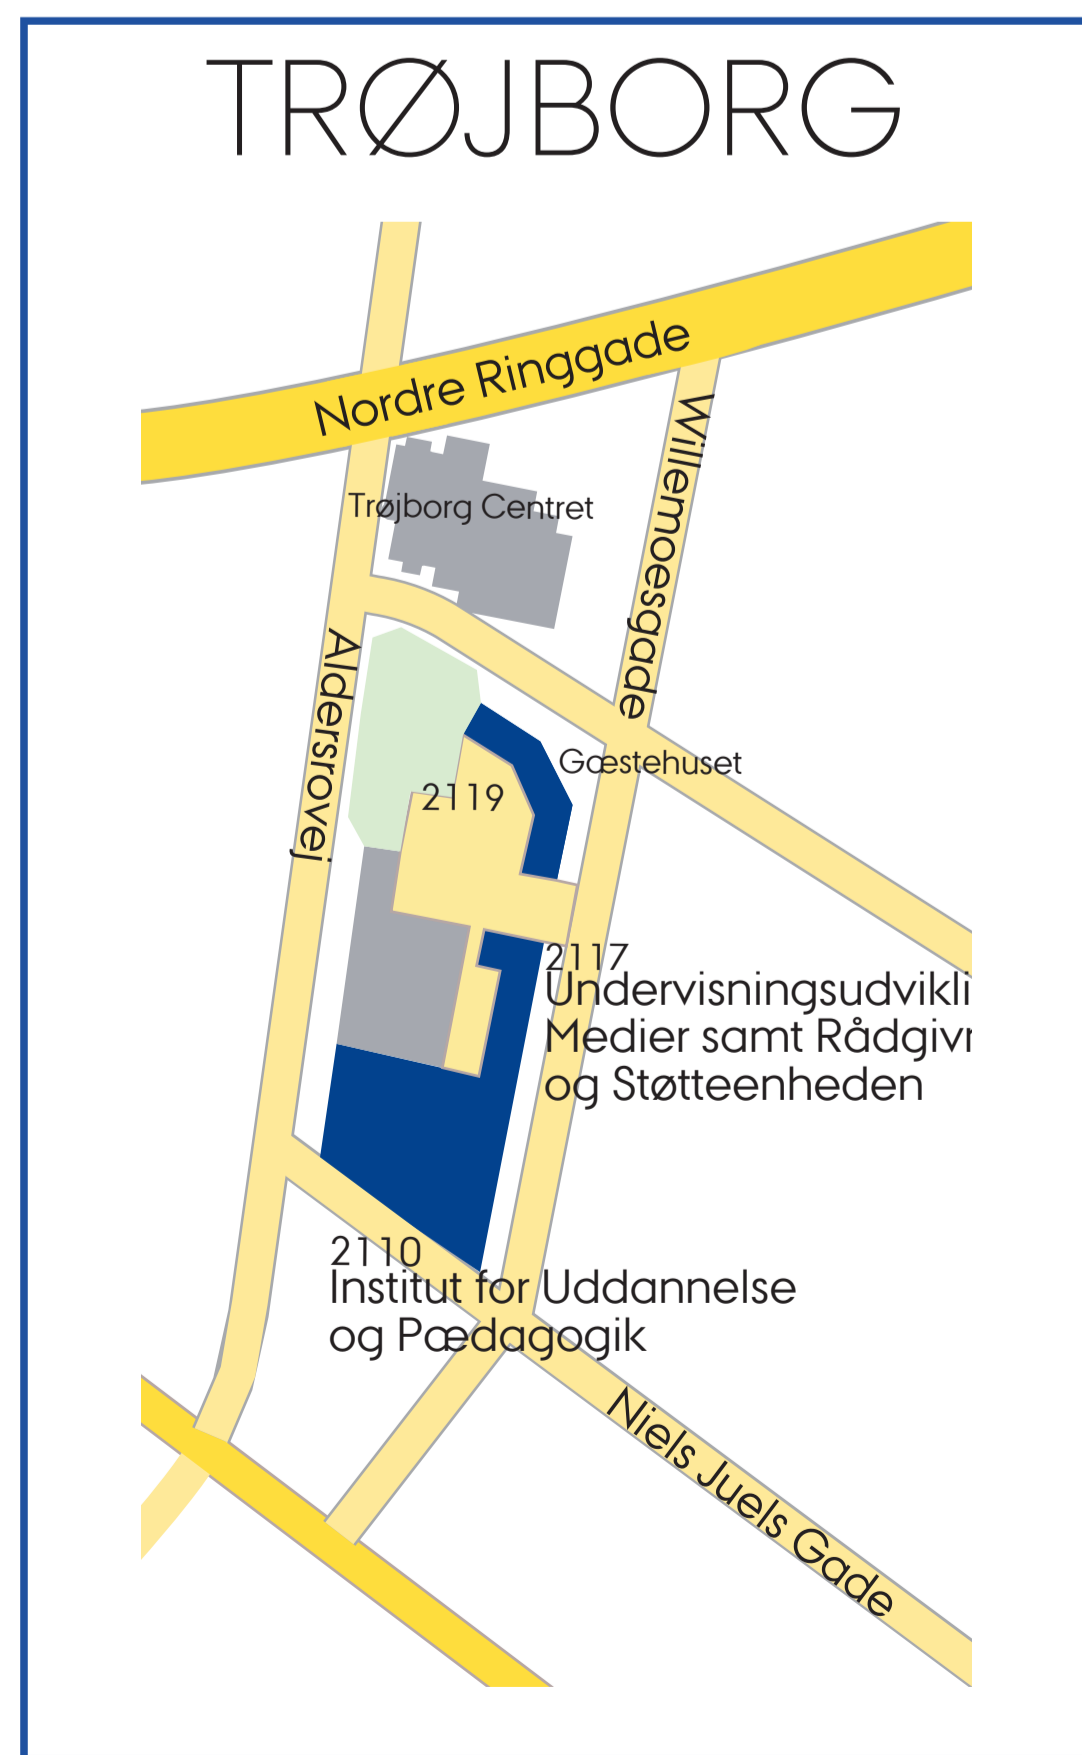 TRØJBORG
Nordre Ringgade
Willemoesgade
Trøjborg Centret
Aldersrovej
Gæstehuset
2119
2117
Undervisningsudvikli
Medier samt
og Støtteenheden
2110
Institut for Uddannelse
og Pædagogik
Niels Juels Gade